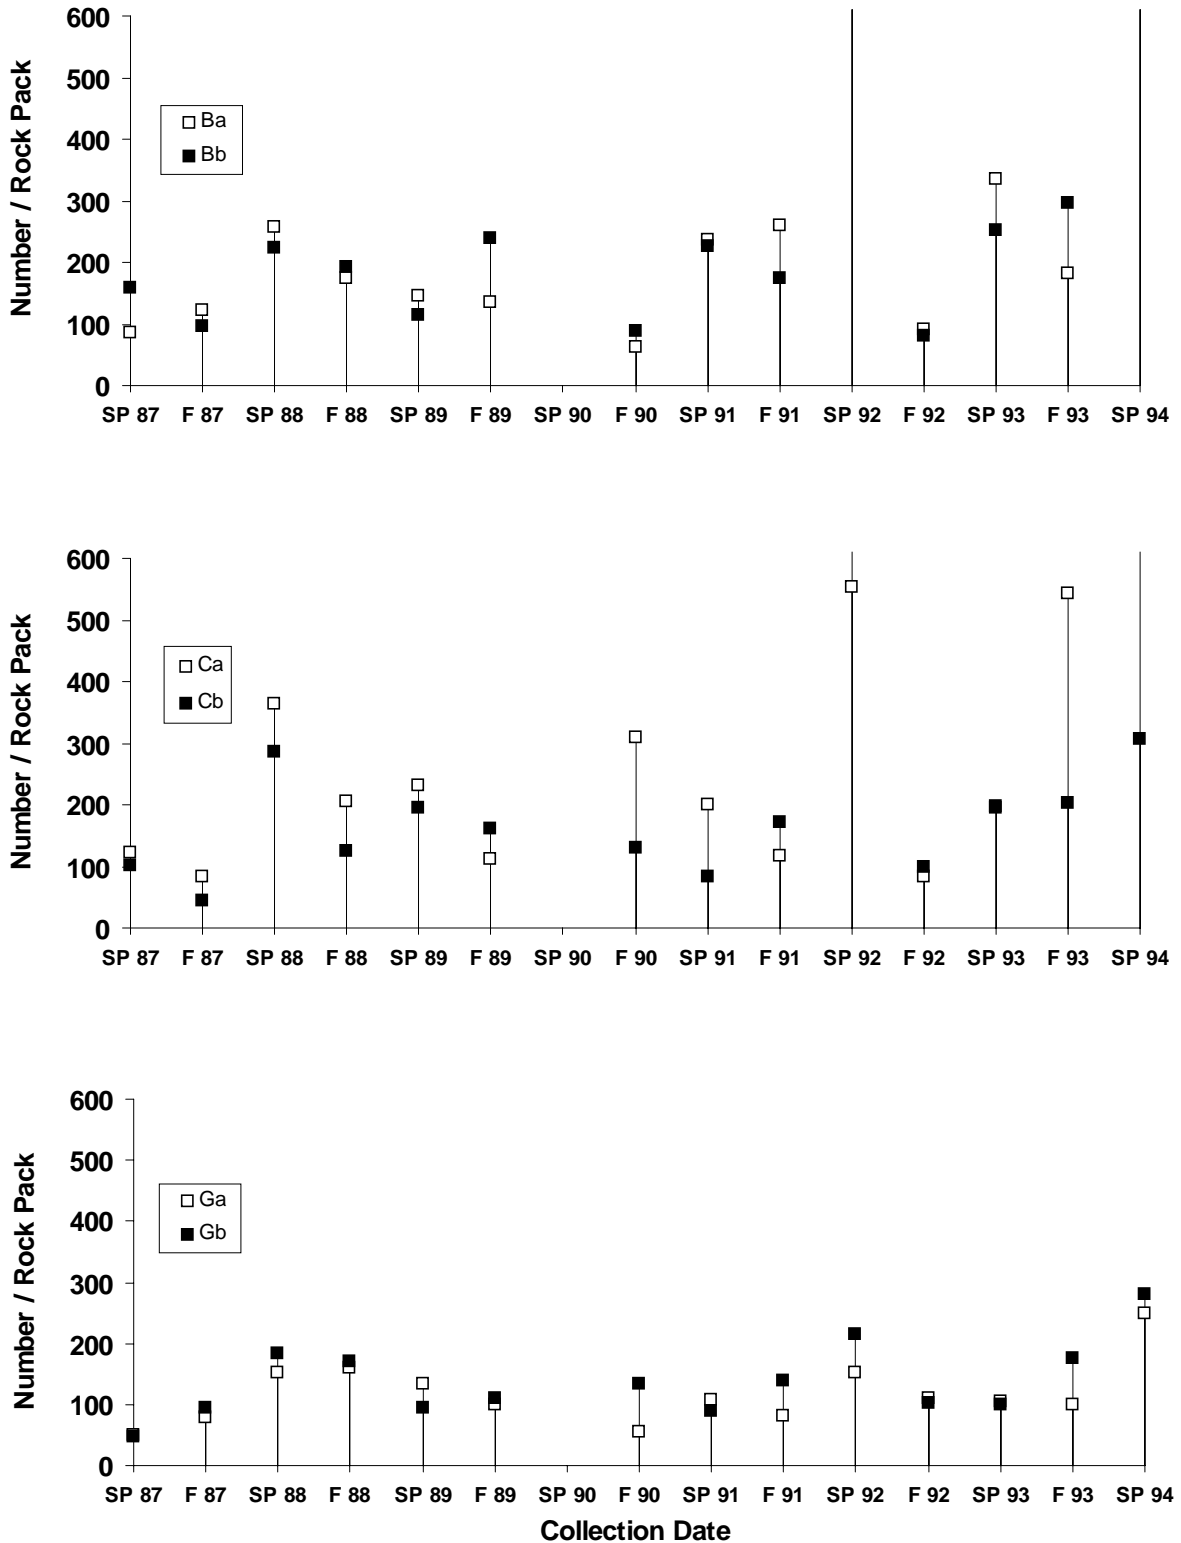 600
500
400
300
200
100
0
Number / Rock Pack
Ba
Bb
SP 87 F 87 SP 88 F 88 SP 89 F 89 SP 90 F 90 SP 91 F 91 SP 92 F 92 SP 93 F 93 SP 94
600
500
400
300
200
100
0
Number / Rock Pack
Ca
Cb
SP 87 F 87 SP 88 F 88 SP 89 F 89 SP 90 F 90 SP 91 F 91 SP 92 F 92 SP 93 F 93 SP 94
600
500
400
300
200
100
0
Number / Rock Pack
Ga
Gb
SP 87 F 87 SP 88 F 88 SP 89 F 89 SP 90 F 90 SP 91 F 91 SP 92 F 92 SP 93 F 93 SP 94
Collection Date